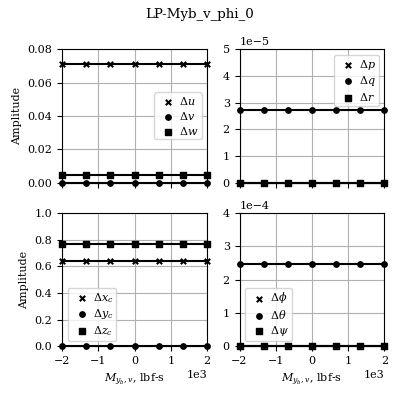 LP-Myb_v_phi_0
Amplitude
0.08
0.06
0.04
0.02
0.00
Δu
Δv
Δw
1e−5
5
4
3
2
1
0
Δp
Δq
Δr
Amplitude
1.0
0.8
0.6
0.4
0.2
0.0
Δx_c
Δy_c
Δz_c
−2 −1 0 1 2
1e3
M_{y_b,v}, lbf-s
1e−4
4
3
2
1
0
Δϕ
Δθ
Δψ
−2 −1 0 1 2
1e3
M_{y_b,v}, lbf-s